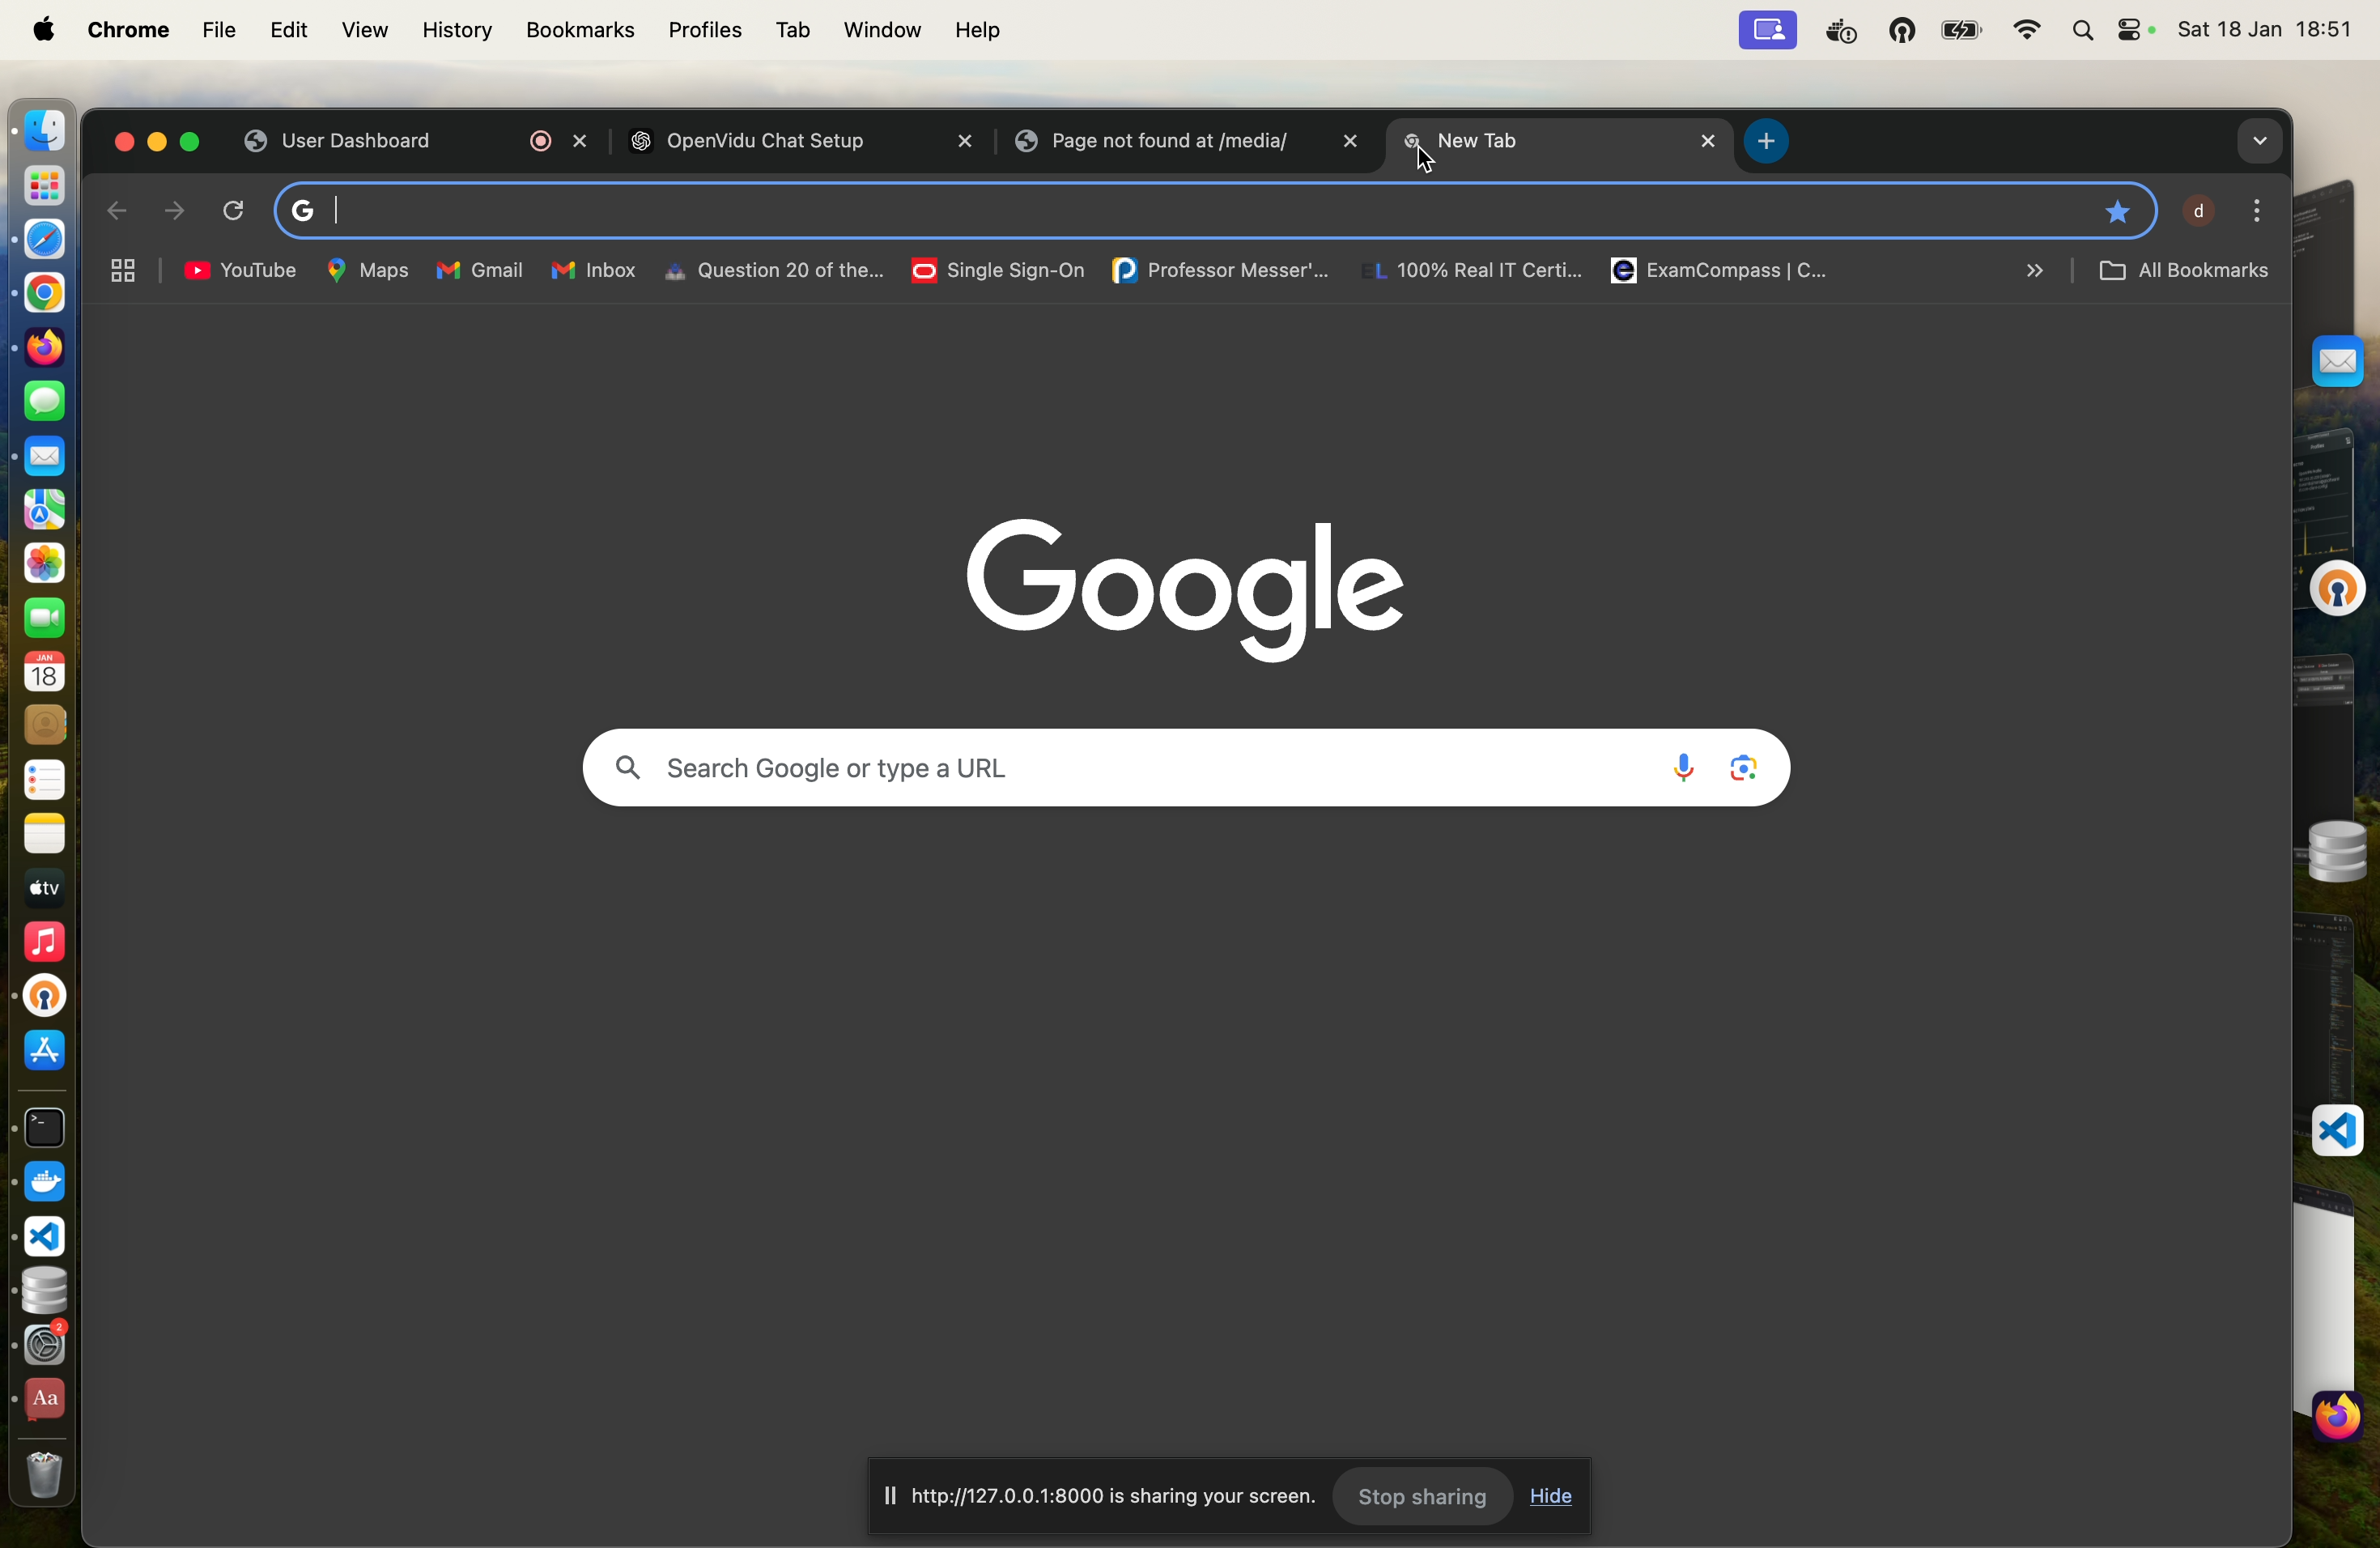 Chrome File Edit View History Bookmarks Profiles Tab Window Help Sat 18 Jan 18:51
User Dashboard OpenVidu Chat Setup Page not found at /media/ New Tab
d
YouTube Maps Gmail Inbox Question 20 of the... Single Sign-On Professor Messer'... EL 100% Real IT Certi... ExamCompass | C... All Bookmarks
Google
Search Google or type a URL
JAN
18
tv
2
Aa
http://127.0.0.1:8000 is sharing your screen. Stop sharing Hide